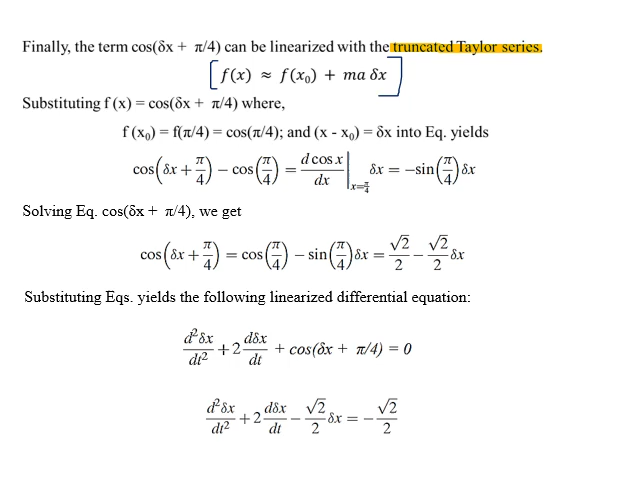 Finally, the term cos(δx + π/4) can be linearized with the truncated Taylor series.
[f(x) ≈ f(x₀) + ma δx]
Substituting f (x) = cos(δx + π/4) where,
f (x₀) = f(π/4) = cos(π/4); and (x - x₀) = δx into Eq. yields
cos(δx + π/4) − cos(π/4) = d cos x/dx |x=π/4 δx = −sin(π/4) δx
Solving Eq. cos(δx + π/4), we get
cos(δx + π/4) = cos(π/4) − sin(π/4) δx = √2/2 − √2/2 δx
Substituting Eqs. yields the following linearized differential equation:
d²δx/dt² + 2 dδx/dt + cos(δx + π/4) = 0
d²δx/dt² + 2 dδx/dt − √2/2 δx = − √2/2